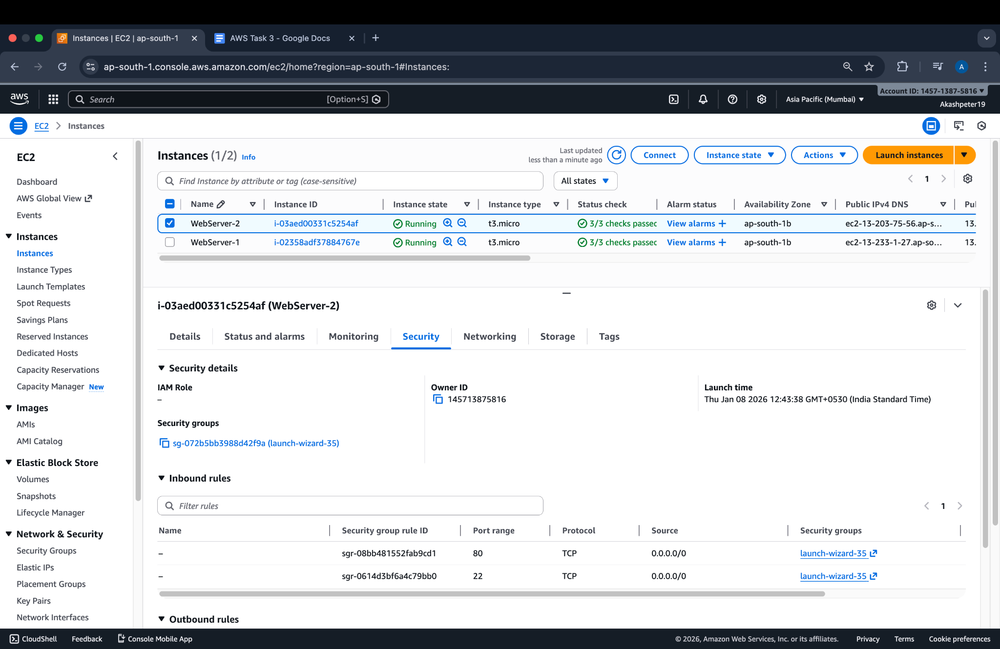 Instances | EC2 | ap-south-1
AWS Task 3 - Google Docs
ap-south-1.console.aws.amazon.com/ec2/home?region=ap-south-1#Instances:
A
aws
Search
[Option+S]
Asia Pacific (Mumbai)
Account ID: 1457-1387-5816
Akashpeter19
EC2
Instances
EC2
Dashboard
AWS Global View
Events
Instances
Instances
Instance Types
Launch Templates
Spot Requests
Savings Plans
Reserved Instances
Dedicated Hosts
Capacity Reservations
Capacity Manager New
Images
AMIs
AMI Catalog
Elastic Block Store
Volumes
Snapshots
Lifecycle Manager
Network & Security
Security Groups
Elastic IPs
Placement Groups
Key Pairs
Network Interfaces
Instances (1/2) Info
Last updated
less than a minute ago
Connect
Instance state
Actions
Launch instances
Find Instance by attribute or tag (case-sensitive)
All states
1
Name Instance ID Instance state Instance type Status check Alarm status Availability Zone Public IPv4 DNS
WebServer-2 i-03aed00331c5254af Running t3.micro 3/3 checks passed View alarms + ap-south-1b ec2-13-203-75-56.ap-s... 13.
WebServer-1 i-02358adf37884767e Running t3.micro 3/3 checks passed View alarms + ap-south-1b ec2-13-233-1-27.ap-so... 13.
i-03aed00331c5254af (WebServer-2)
Details
Status and alarms
Monitoring
Security
Networking
Storage
Tags
Security details
IAM Role
–
Owner ID
145713875816
Launch time
Thu Jan 08 2026 12:43:38 GMT+0530 (India Standard Time)
Security groups
sg-072b5bb3988d42f9a (launch-wizard-35)
Inbound rules
Filter rules
1
Name Security group rule ID Port range Protocol Source Security groups
– sgr-08bb481552fab9cd1 80 TCP 0.0.0.0/0 launch-wizard-35
– sgr-0614d3bf6a4c79bb0 22 TCP 0.0.0.0/0 launch-wizard-35
Outbound rules
CloudShell
Feedback
Console Mobile App
© 2026, Amazon Web Services, Inc. or its affiliates.
Privacy
Terms
Cookie preferences